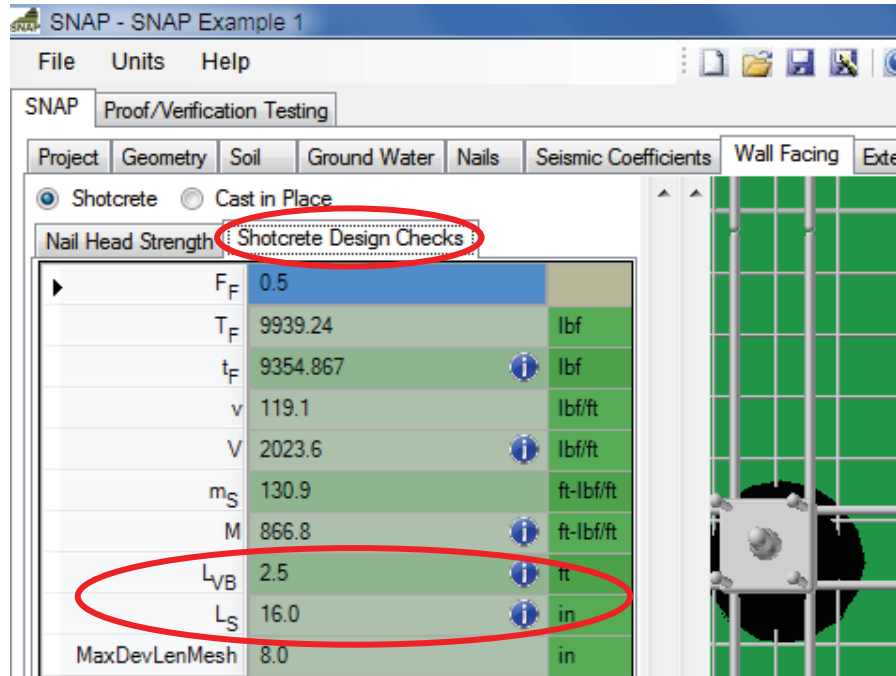 SNAP SNAP - SNAP Example 1
File Units Help
SNAP Proof/Verification Testing
Project Geometry Soil Ground Water Nails Seismic Coefficients Wall Facing Exte
Shotcrete Cast in Place
Nail Head Strength Shotcrete Design Checks
FF 0.5
TF 9939.24 lbf
tF 9354.867 lbf
v 119.1 lbf/ft
V 2023.6 lbf/ft
mS 130.9 ft-lbf/ft
M 866.8 ft-lbf/ft
LVB 2.5 ft
LS 16.0 in
MaxDevLenMesh 8.0 in